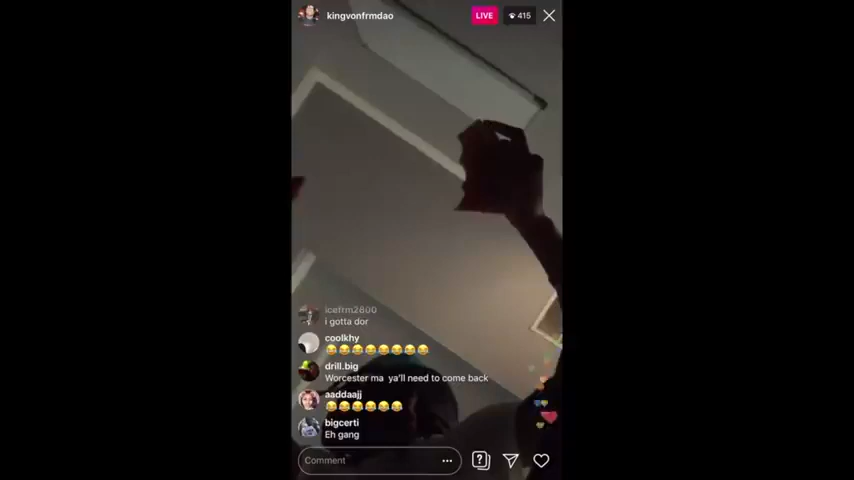 kingvonfrmdao
LIVE
415
icefrm2800
i gotta dor
coolkhy
😂😂😂😂😂😂😂😂
drill.big
Worcester ma ya'll need to come back
aaddaajj
😂😂😂😂😂😂
bigcerti
Eh gang
Comment